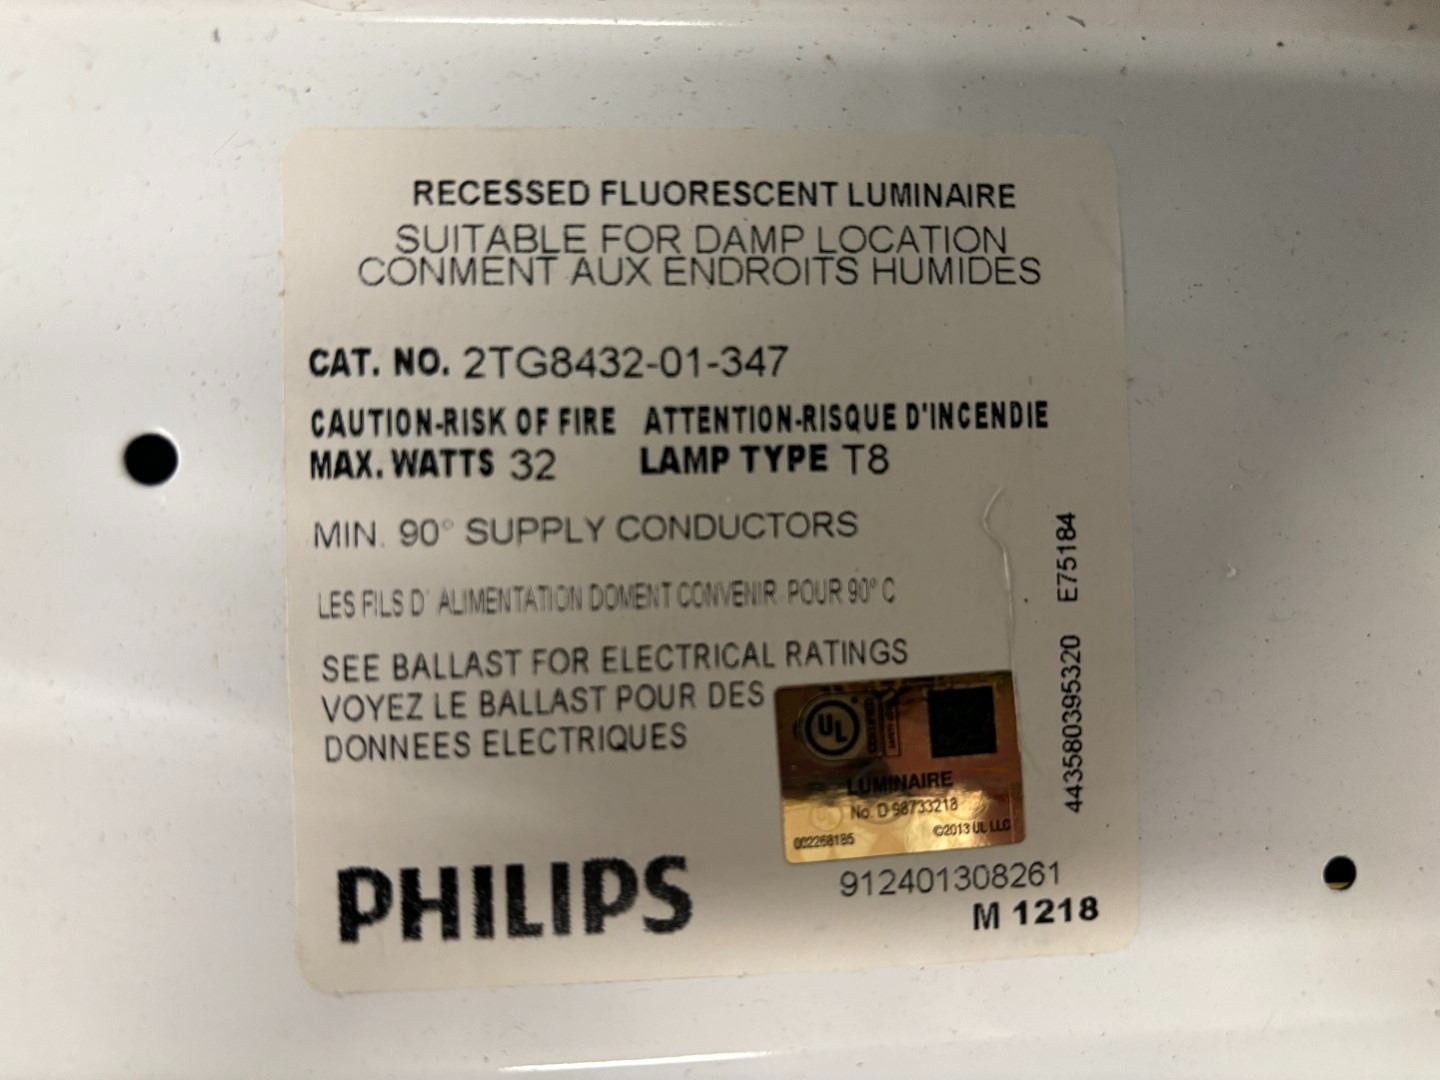 RECESSED FLUORESCENT LUMINAIRE
SUITABLE FOR DAMP LOCATION
CONMENT AUX ENDROITS HUMIDES
CAT. NO. 2TG8432-01-347
CAUTION-RISK OF FIRE ATTENTION-RISQUE D'INCENDIE
MAX. WATTS 32 LAMP TYPE T8
MIN. 90° SUPPLY CONDUCTORS
LES FILS D' ALIMENTATION DOMENT CONVENIR POUR 90° C
SEE BALLAST FOR ELECTRICAL RATINGS
VOYEZ LE BALLAST POUR DES
DONNEES ELECTRIQUES
UL
LUMINAIRE
No. D-98733218
002268185 ©2013 UL LLC
443580395320 E75184
PHILIPS
912401308261
M 1218